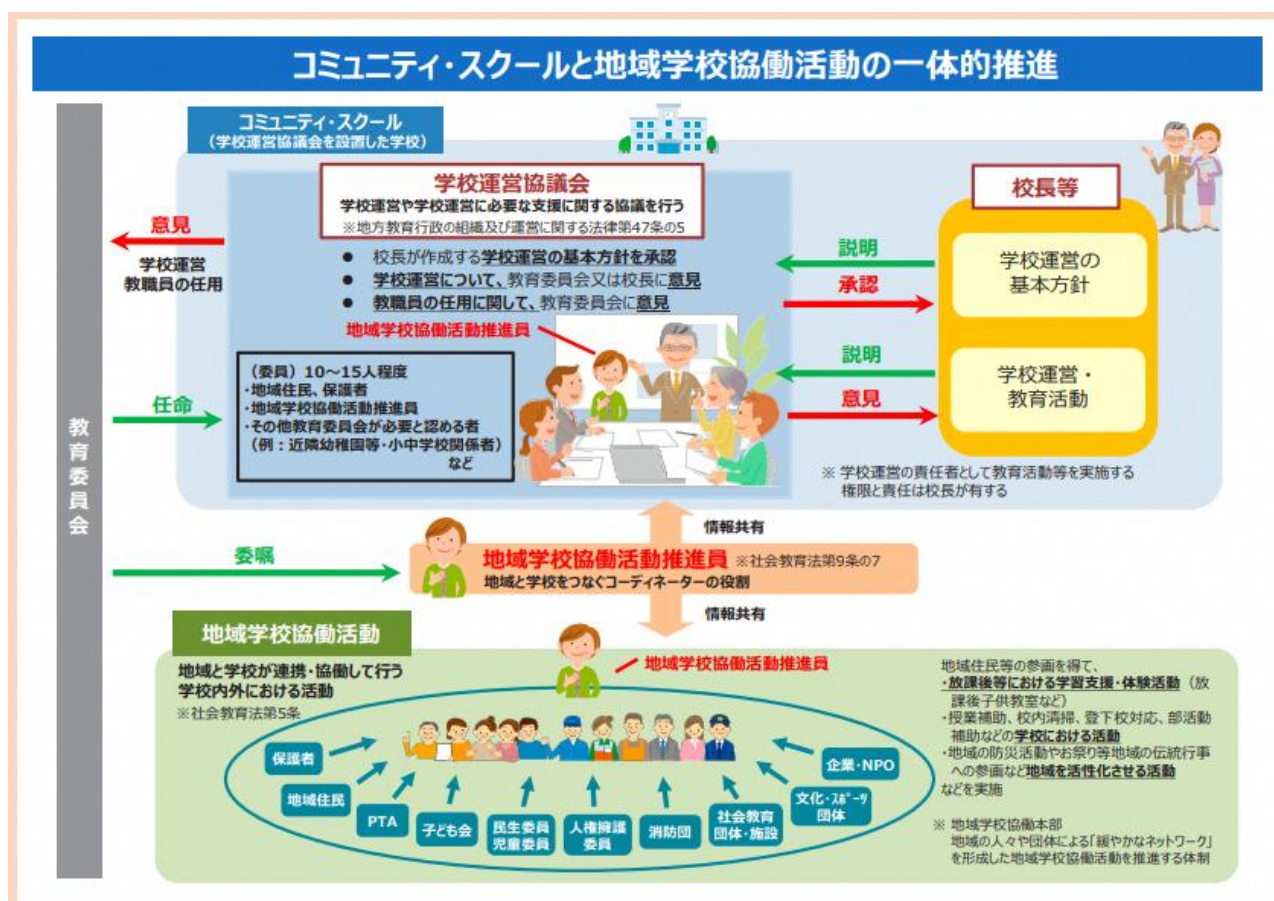 コミュニティ・スクールと地域学校協働活動の一体的推進
教育委員会
コミュニティ・スクール
（学校運営協議会を設置した学校）
学校運営協議会
学校運営や学校運営に必要な支援に関する協議を行う
※地方教育行政の組織及び運営に関する法律第47条の5
● 校長が作成する学校運営の基本方針を承認
● 学校運営について、教育委員会又は校長に意見
● 教職員の任用に関して、教育委員会に意見
地域学校協働活動推進員
意見
学校運営
教職員の任用
任命
（委員）10～15人程度
・地域住民、保護者
・地域学校協働活動推進員
・その他教育委員会が必要と認める者
（例：近隣幼稚園等・小中学校関係者）
など
説明
承認
説明
意見
校長等
学校運営の
基本方針
学校運営・
教育活動
※ 学校運営の責任者として教育活動等を実施する
権限と責任は校長が有する
情報共有
委嘱
地域学校協働活動推進員 ※社会教育法第9条の7
地域と学校をつなぐコーディネーターの役割
情報共有
地域学校協働活動
地域と学校が連携・協働して行う
学校内外における活動
※社会教育法第5条
地域学校協働活動推進員
保護者
地域住民
PTA
子ども会
民生委員
児童委員
人権擁護
委員
消防団
社会教育
団体・施設
文化・ｽﾎﾟｰﾂ
団体
企業・NPO
地域住民等の参画を得て、
・放課後等における学習支援・体験活動（放
課後子供教室など）
・授業補助、校内清掃、登下校対応、部活動
補助などの学校における活動
・地域の防災活動やお祭り等地域の伝統行事
への参画など地域を活性化させる活動
などを実施
※ 地域学校協働本部
地域の人々や団体による「緩やかなネットワーク」
を形成した地域学校協働活動を推進する体制